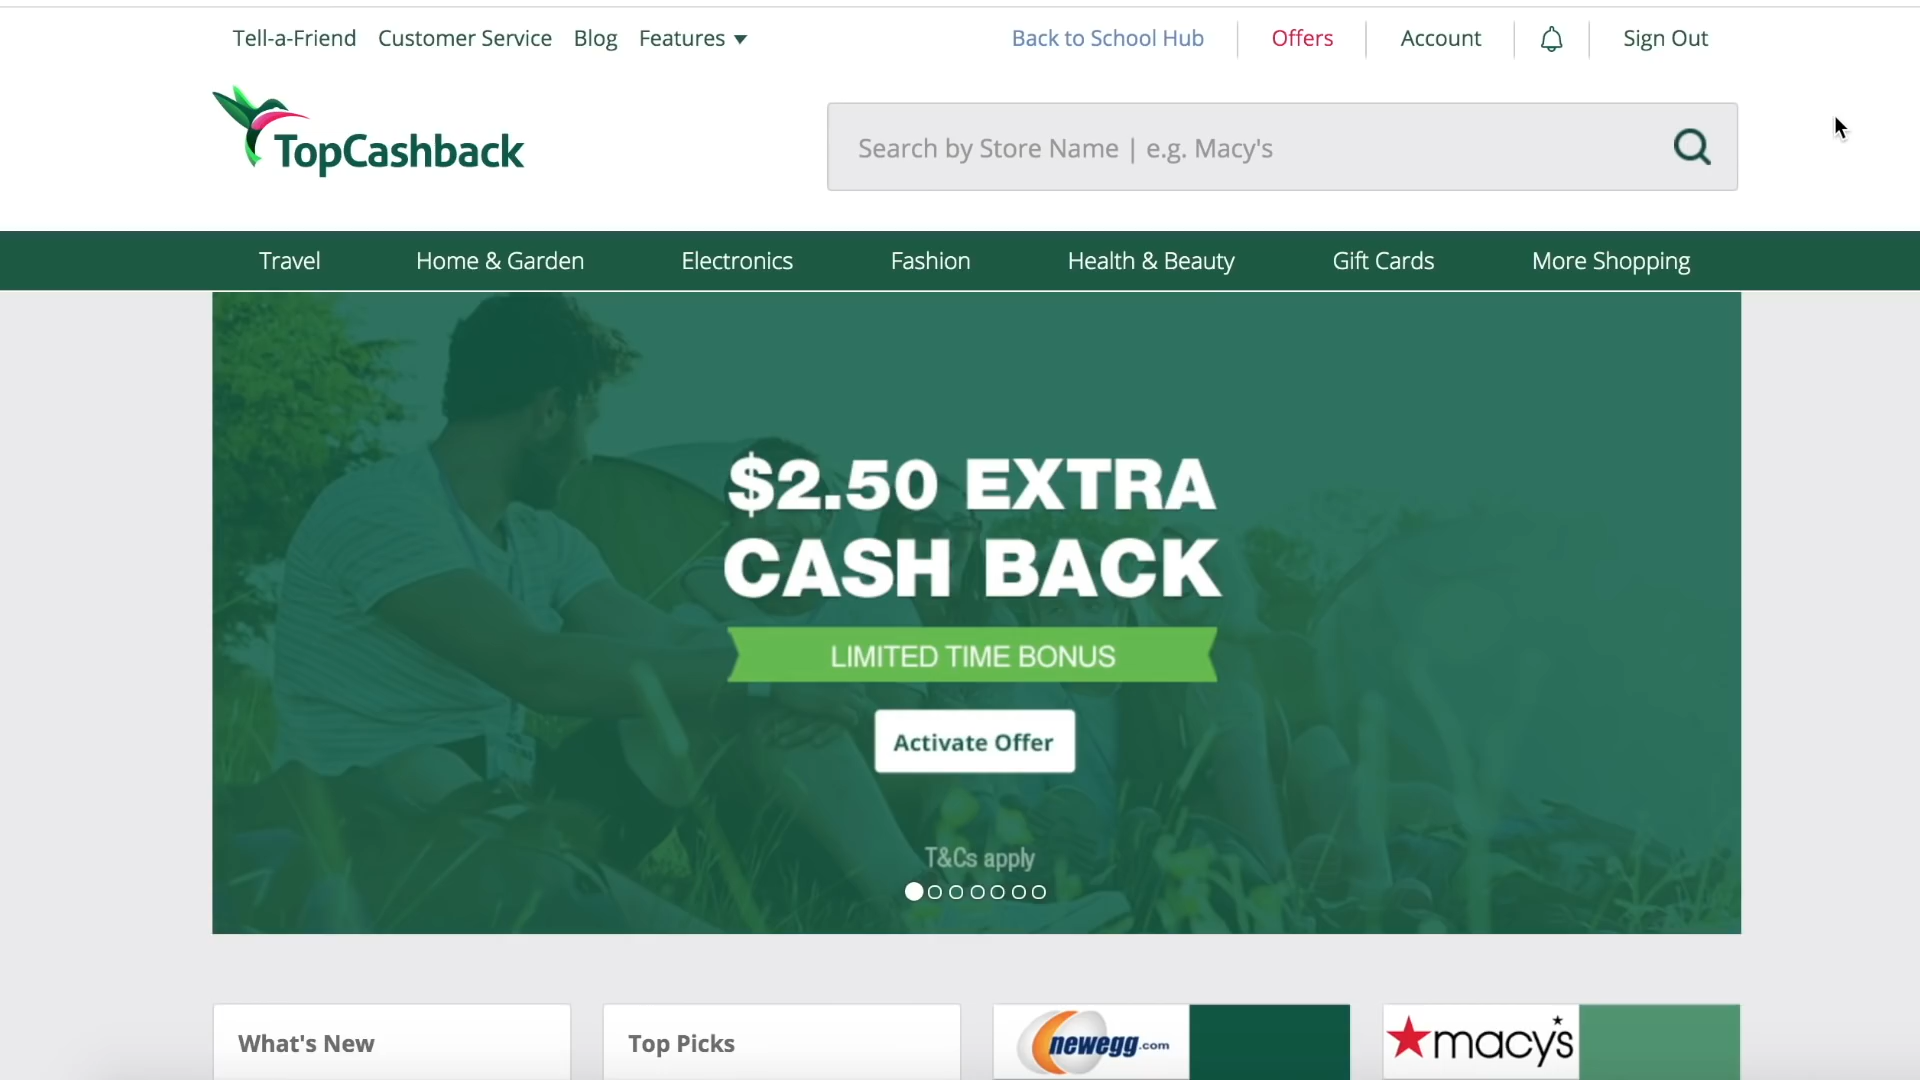 Tell-a-Friend Customer Service Blog Features Back to School Hub Offers Account Sign Out
TopCashback
Search by Store Name | e.g. Macy's
Travel Home & Garden Electronics Fashion Health & Beauty Gift Cards More Shopping
$2.50 EXTRA
CASH BACK
LIMITED TIME BONUS
Activate Offer
T&Cs apply
What's New Top Picks newegg.com macy's